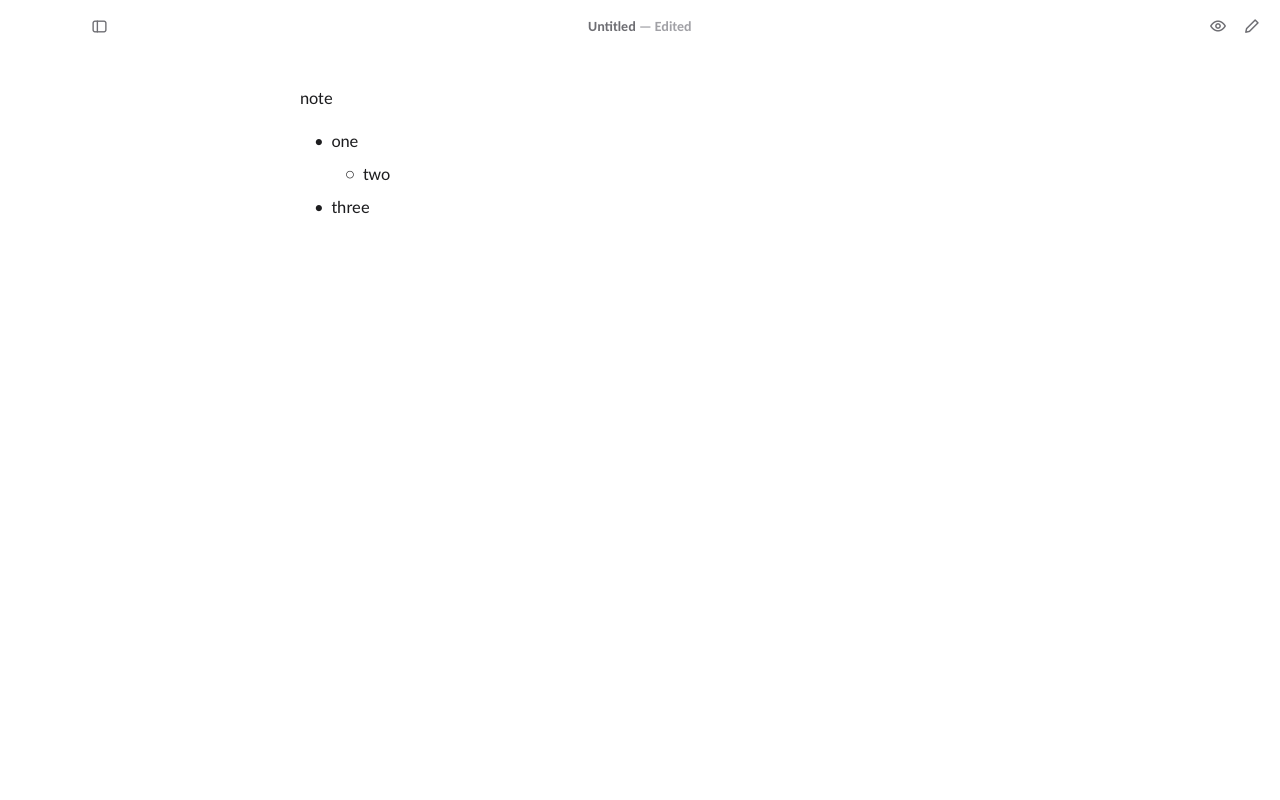 Untitled — Edited
note
• one
○ two
• three